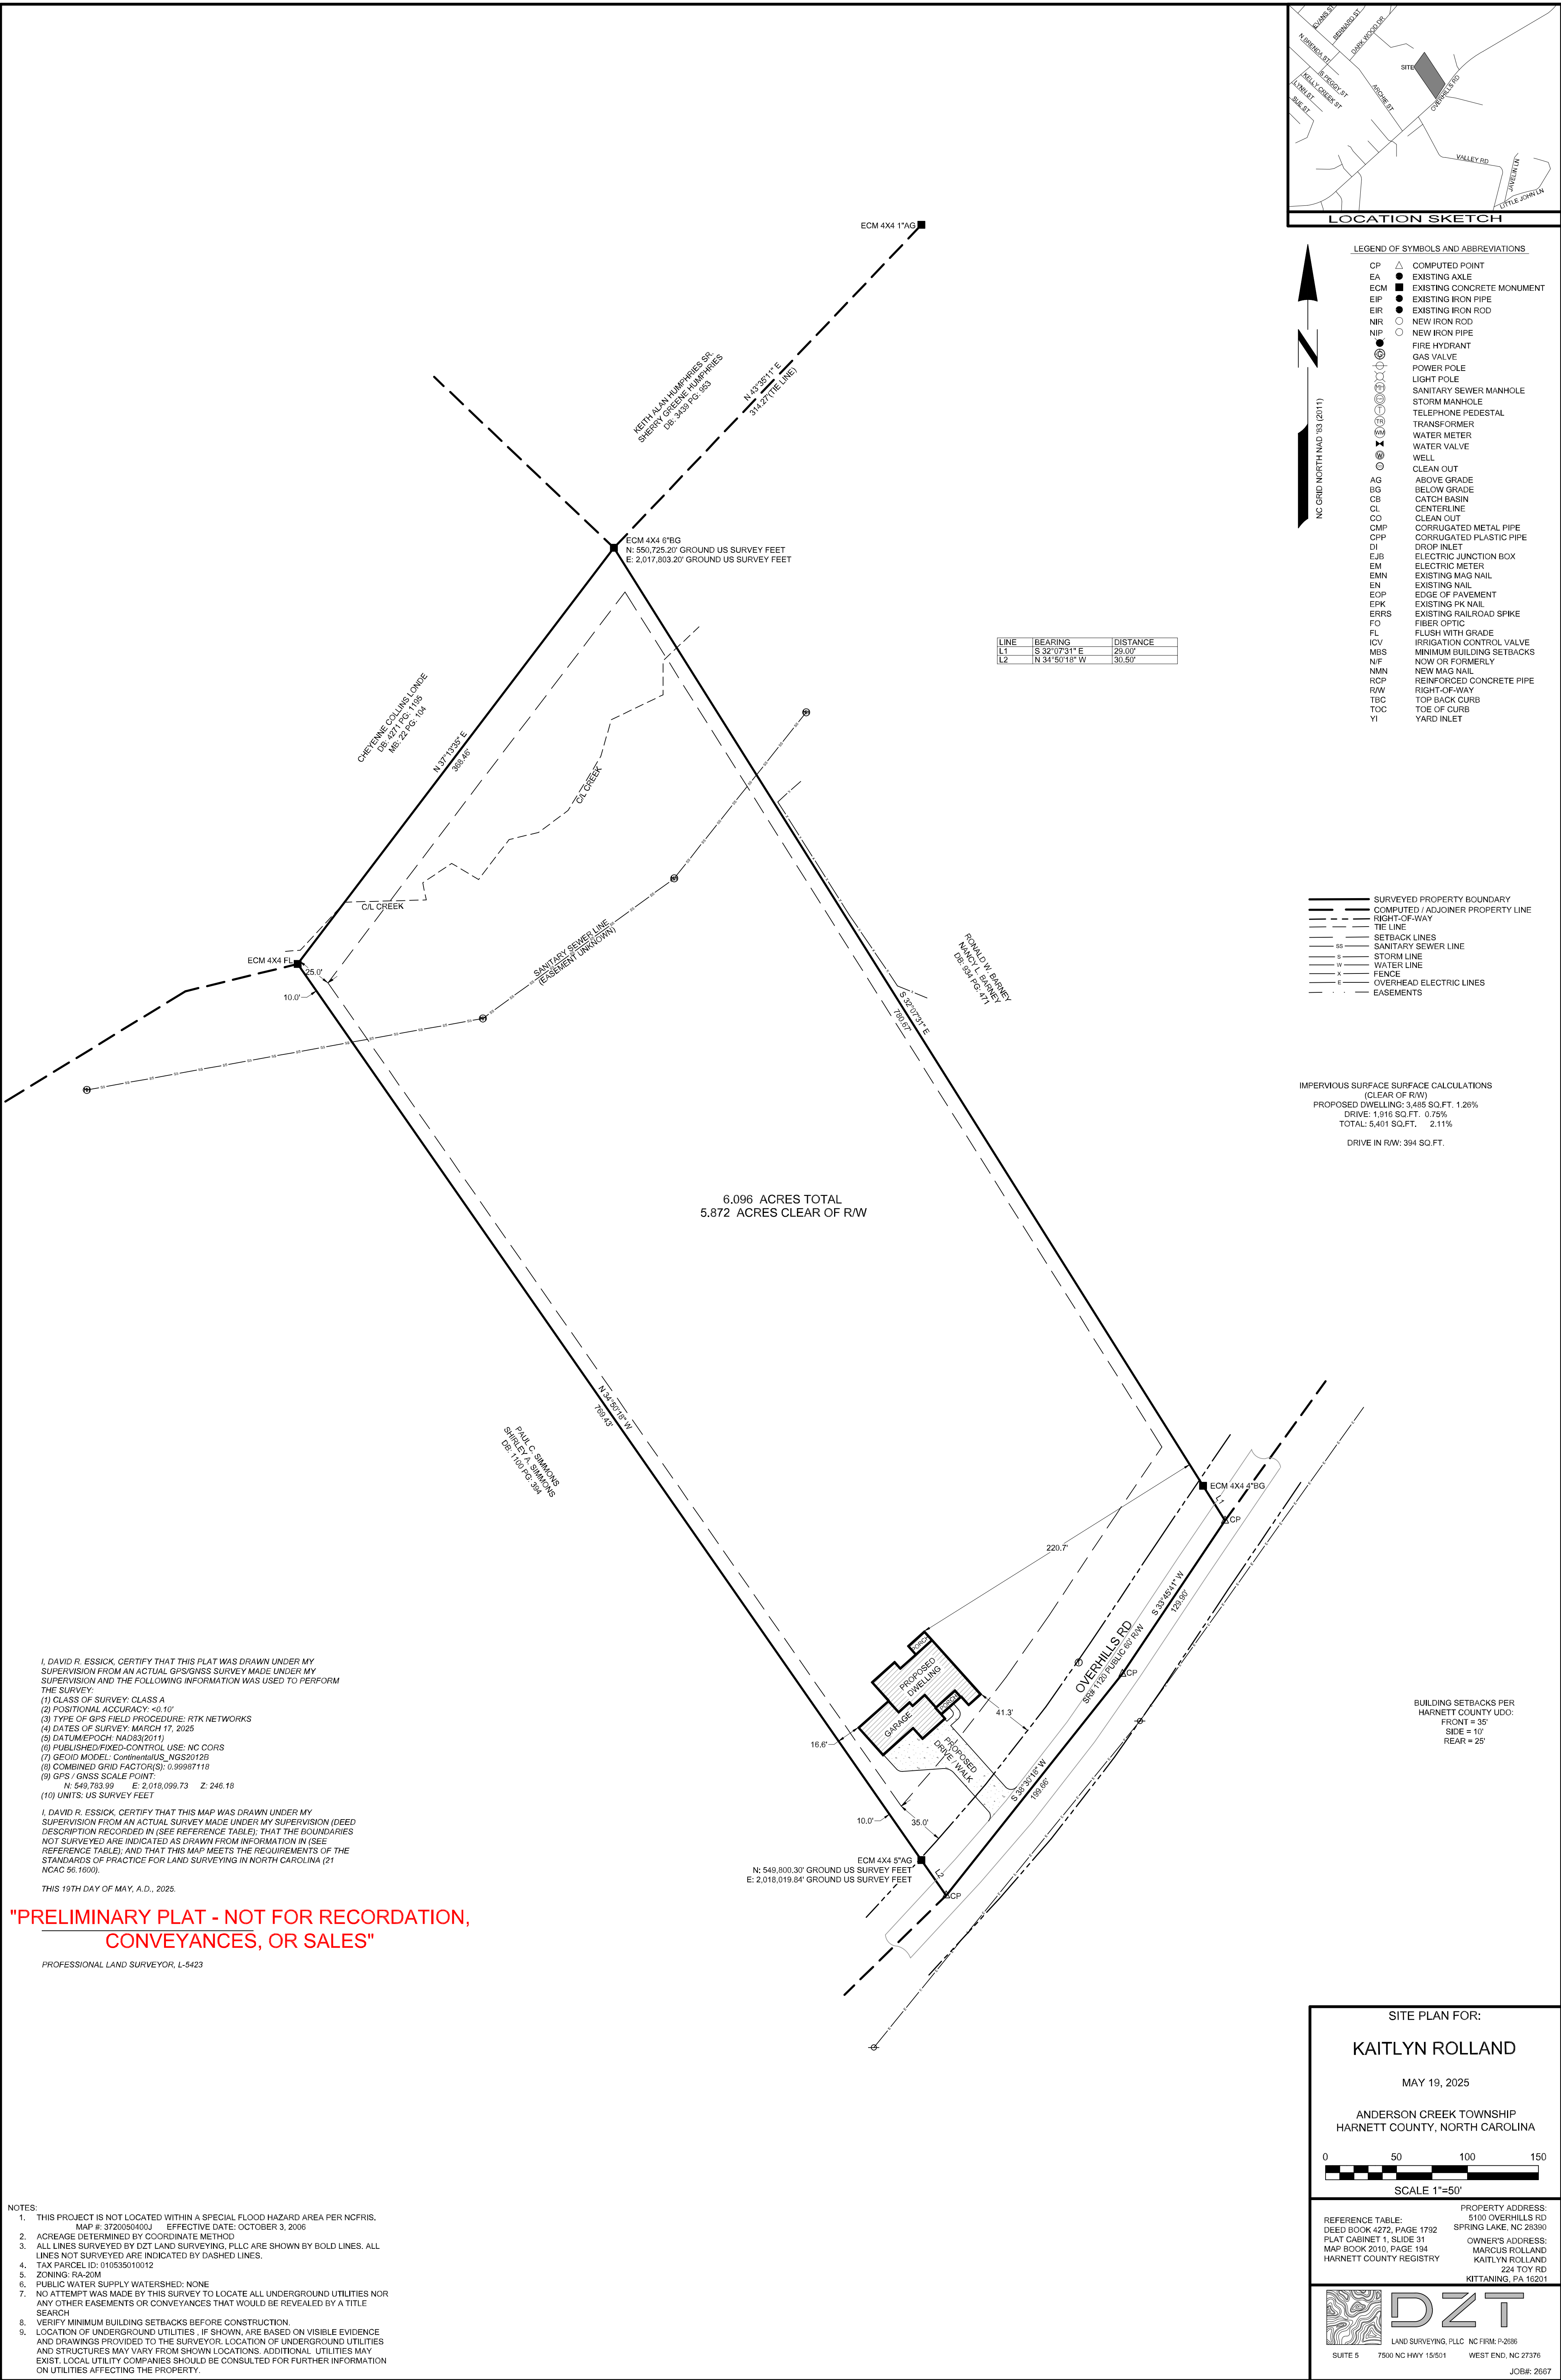 EVANS ST
BERNARD ST
DARK WOOD DR
N BRENDA ST
S PEGGY ST
KELLY CREEK ST
LYNN ST
SUE ST
ARCHIE ST
SITE
OVERHILLS RD
VALLEY RD
JAVELIN LN
LITTLE JOHN LN
LOCATION SKETCH
LEGEND OF SYMBOLS AND ABBREVIATIONS
CP COMPUTED POINT
EA EXISTING AXLE
ECM EXISTING CONCRETE MONUMENT
EIP EXISTING IRON PIPE
EIR EXISTING IRON ROD
NIR NEW IRON ROD
NIP NEW IRON PIPE
FIRE HYDRANT
G GAS VALVE
POWER POLE
LIGHT POLE
SANITARY SEWER MANHOLE
STORM MANHOLE
T TELEPHONE PEDESTAL
TR TRANSFORMER
WM WATER METER
WATER VALVE
W WELL
CLEAN OUT
AG ABOVE GRADE
BG BELOW GRADE
CB CATCH BASIN
CL CENTERLINE
CO CLEAN OUT
CMP CORRUGATED METAL PIPE
CPP CORRUGATED PLASTIC PIPE
DI DROP INLET
EJB ELECTRIC JUNCTION BOX
EM ELECTRIC METER
EMN EXISTING MAG NAIL
EN EXISTING NAIL
EOP EDGE OF PAVEMENT
EPK EXISTING PK NAIL
ERRS EXISTING RAILROAD SPIKE
FO FIBER OPTIC
FL FLUSH WITH GRADE
ICV IRRIGATION CONTROL VALVE
MBS MINIMUM BUILDING SETBACKS
N/F NOW OR FORMERLY
NMN NEW MAG NAIL
RCP REINFORCED CONCRETE PIPE
R/W RIGHT-OF-WAY
TBC TOP BACK CURB
TOC TOE OF CURB
YI YARD INLET
N
NC GRID NORTH NAD '83 (2011)
ECM 4X4 1"AG
KEITH ALAN HUMPHRIES SR.
SHERRY GREENE HUMPHRIES
DB: 3439 PG: 953
N 43°35'11" E
314.27'(TIE LINE)
ECM 4X4 6"BG
N: 550,725.20' GROUND US SURVEY FEET
E: 2,017,803.20' GROUND US SURVEY FEET
LINE BEARING DISTANCE
L1 S 32°07'31" E 29.00'
L2 N 34°50'18" W 30.50'
CHEYENNE COLLINS LONDE
DB: 4271 PG: 1195
MB: 22 PG: 104
N 37°13'35" E
368.46'
C/L CREEK
C/L CREEK
ECM 4X4 FL
25.0'
10.0'
SANITARY SEWER LINE
(EASEMENT UNKNOWN)
RONALD W. BARNEY
NANCY L. BARNEY
DB: 934 PG: 471
S 32°07'31" E
780.67'
SURVEYED PROPERTY BOUNDARY
COMPUTED / ADJOINER PROPERTY LINE
RIGHT-OF-WAY
TIE LINE
SETBACK LINES
SS SANITARY SEWER LINE
S STORM LINE
W WATER LINE
X FENCE
E OVERHEAD ELECTRIC LINES
EASEMENTS
IMPERVIOUS SURFACE SURFACE CALCULATIONS
(CLEAR OF R/W)
PROPOSED DWELLING: 3,485 SQ.FT. 1.26%
DRIVE: 1,916 SQ.FT. 0.75%
TOTAL: 5,401 SQ.FT. 2.11%
DRIVE IN R/W: 394 SQ.FT.
6.096 ACRES TOTAL
5.872 ACRES CLEAR OF R/W
N 34°50'18" W
769.43'
PAUL C. SIMMONS
SHIRLEY A. SIMMONS
DB: 1100 PG: 394
ECM 4X4 4"BG
L1
CP
220.7'
OVERHILLS RD
SR# 1120 PUBLIC 60' R/W
S 33°45'41" W
129.90'
CP
PORCH
PROPOSED
DWELLING
PORCH
GARAGE
41.3'
16.6'
PROPOSED
DRIVE / WALK
S 38°30'18" W
199.66'
10.0'
35.0'
ECM 4X4 5"AG
N: 549,800.30' GROUND US SURVEY FEET
E: 2,018,019.84' GROUND US SURVEY FEET
L2
CP
BUILDING SETBACKS PER
HARNETT COUNTY UDO:
FRONT = 35'
SIDE = 10'
REAR = 25'
I, DAVID R. ESSICK, CERTIFY THAT THIS PLAT WAS DRAWN UNDER MY
SUPERVISION FROM AN ACTUAL GPS/GNSS SURVEY MADE UNDER MY
SUPERVISION AND THE FOLLOWING INFORMATION WAS USED TO PERFORM
THE SURVEY:
(1) CLASS OF SURVEY: CLASS A
(2) POSITIONAL ACCURACY: <0.10'
(3) TYPE OF GPS FIELD PROCEDURE: RTK NETWORKS
(4) DATES OF SURVEY: MARCH 17, 2025
(5) DATUM/EPOCH: NAD83(2011)
(6) PUBLISHED/FIXED-CONTROL USE: NC CORS
(7) GEOID MODEL: ContinentalUS_NGS2012B
(8) COMBINED GRID FACTOR(S): 0.99987118
(9) GPS / GNSS SCALE POINT:
N: 549,783.99 E: 2,018,099.73 Z: 246.18
(10) UNITS: US SURVEY FEET
I, DAVID R. ESSICK, CERTIFY THAT THIS MAP WAS DRAWN UNDER MY
SUPERVISION FROM AN ACTUAL SURVEY MADE UNDER MY SUPERVISION (DEED
DESCRIPTION RECORDED IN (SEE REFERENCE TABLE); THAT THE BOUNDARIES
NOT SURVEYED ARE INDICATED AS DRAWN FROM INFORMATION IN (SEE
REFERENCE TABLE); AND THAT THIS MAP MEETS THE REQUIREMENTS OF THE
STANDARDS OF PRACTICE FOR LAND SURVEYING IN NORTH CAROLINA (21
NCAC 56.1600).
THIS 19TH DAY OF MAY, A.D., 2025.
"PRELIMINARY PLAT - NOT FOR RECORDATION,
CONVEYANCES, OR SALES"
PROFESSIONAL LAND SURVEYOR, L-5423
NOTES:
1. THIS PROJECT IS NOT LOCATED WITHIN A SPECIAL FLOOD HAZARD AREA PER NCFRIS.
MAP #: 3720050400J EFFECTIVE DATE: OCTOBER 3, 2006
2. ACREAGE DETERMINED BY COORDINATE METHOD
3. ALL LINES SURVEYED BY DZT LAND SURVEYING, PLLC ARE SHOWN BY BOLD LINES. ALL
LINES NOT SURVEYED ARE INDICATED BY DASHED LINES.
4. TAX PARCEL ID: 010535010012
5. ZONING: RA-20M
6. PUBLIC WATER SUPPLY WATERSHED: NONE
7. NO ATTEMPT WAS MADE BY THIS SURVEY TO LOCATE ALL UNDERGROUND UTILITIES NOR
ANY OTHER EASEMENTS OR CONVEYANCES THAT WOULD BE REVEALED BY A TITLE
SEARCH
8. VERIFY MINIMUM BUILDING SETBACKS BEFORE CONSTRUCTION.
9. LOCATION OF UNDERGROUND UTILITIES , IF SHOWN, ARE BASED ON VISIBLE EVIDENCE
AND DRAWINGS PROVIDED TO THE SURVEYOR. LOCATION OF UNDERGROUND UTILITIES
AND STRUCTURES MAY VARY FROM SHOWN LOCATIONS. ADDITIONAL UTILITIES MAY
EXIST. LOCAL UTILITY COMPANIES SHOULD BE CONSULTED FOR FURTHER INFORMATION
ON UTILITIES AFFECTING THE PROPERTY.
SITE PLAN FOR:
KAITLYN ROLLAND
MAY 19, 2025
ANDERSON CREEK TOWNSHIP
HARNETT COUNTY, NORTH CAROLINA
0 50 100 150
SCALE 1"=50'
REFERENCE TABLE:
DEED BOOK 4272, PAGE 1792
PLAT CABINET 1, SLIDE 31
MAP BOOK 2010, PAGE 194
HARNETT COUNTY REGISTRY
PROPERTY ADDRESS:
5100 OVERHILLS RD
SPRING LAKE, NC 28390
OWNER'S ADDRESS:
MARCUS ROLLAND
KAITLYN ROLLAND
224 TOY RD
KITTANING, PA 16201
DZT
LAND SURVEYING, PLLC NC FIRM: P-2686
SUITE 5 7500 NC HWY 15/501 WEST END, NC 27376
JOB#: 2667